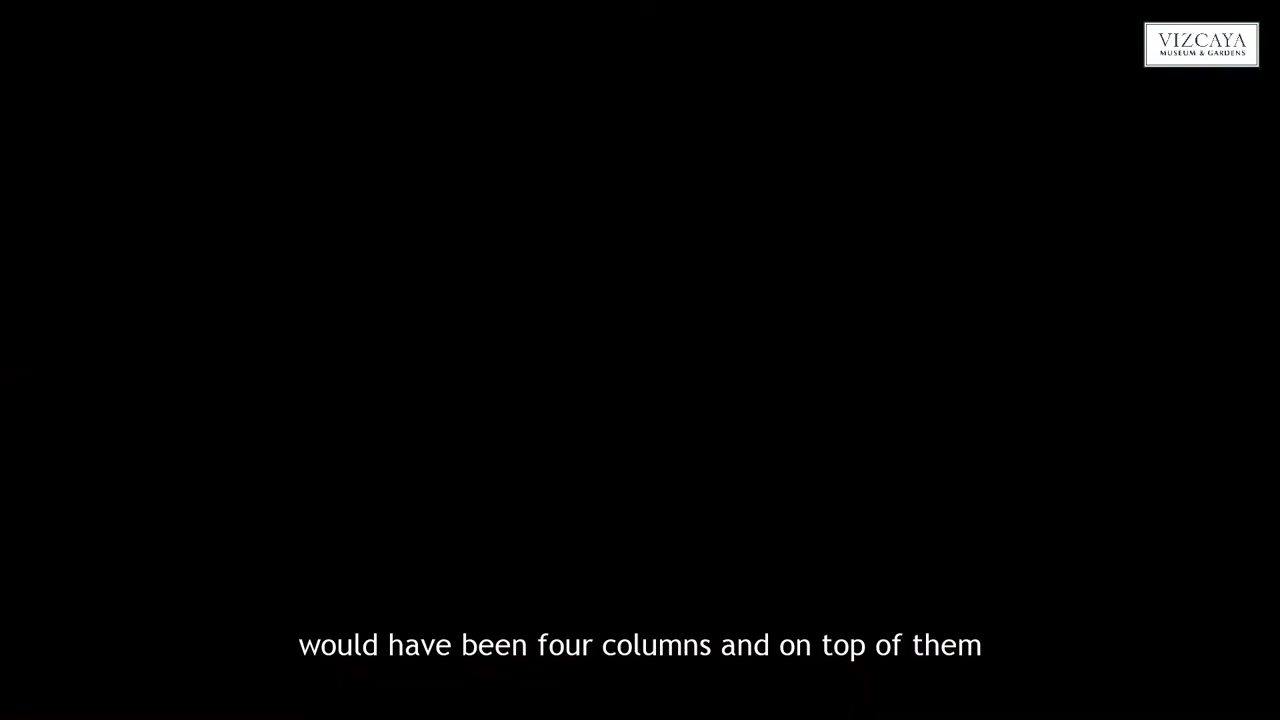 VIZCAYA
MUSEUM & GARDENS
would have been four columns and on top of them